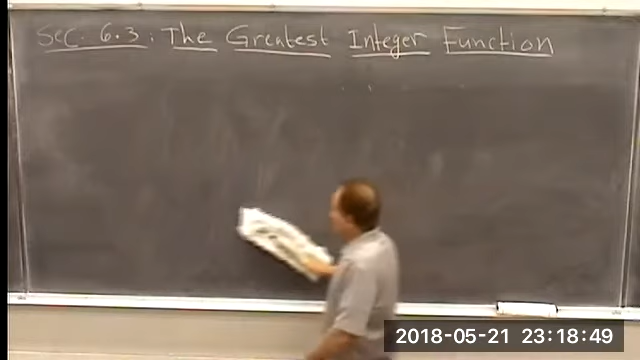 Sec. 6.3: The Greatest Integer Function
2018-05-21 23:18:49